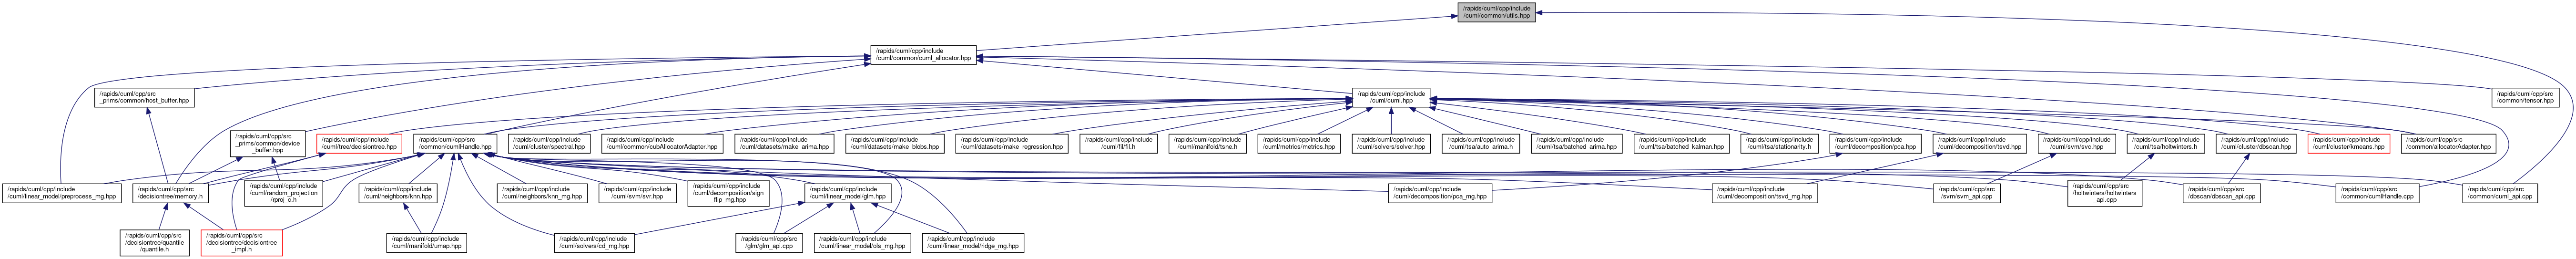 /rapids/cuml/cpp/include
/cuml/common/utils.hpp
/rapids/cuml/cpp/include
/cuml/common/cuml_allocator.hpp
/rapids/cuml/cpp/src
_prims/common/host_buffer.hpp
/rapids/cuml/cpp/include
/cuml/cuml.hpp
/rapids/cuml/cpp/src
/common/tensor.hpp
/rapids/cuml/cpp/src
_prims/common/device
_buffer.hpp
/rapids/cuml/cpp/include
/cuml/tree/decisiontree.hpp
/rapids/cuml/cpp/src
/common/cumlHandle.hpp
/rapids/cuml/cpp/include
/cuml/cluster/spectral.hpp
/rapids/cuml/cpp/include
/cuml/common/cubAllocatorAdapter.hpp
/rapids/cuml/cpp/include
/cuml/datasets/make_arima.hpp
/rapids/cuml/cpp/include
/cuml/datasets/make_blobs.hpp
/rapids/cuml/cpp/include
/cuml/datasets/make_regression.hpp
/rapids/cuml/cpp/include
/cuml/fil/fil.h
/rapids/cuml/cpp/include
/cuml/manifold/tsne.h
/rapids/cuml/cpp/include
/cuml/metrics/metrics.hpp
/rapids/cuml/cpp/include
/cuml/solvers/solver.hpp
/rapids/cuml/cpp/include
/cuml/tsa/auto_arima.h
/rapids/cuml/cpp/include
/cuml/tsa/batched_arima.hpp
/rapids/cuml/cpp/include
/cuml/tsa/batched_kalman.hpp
/rapids/cuml/cpp/include
/cuml/tsa/stationarity.h
/rapids/cuml/cpp/include
/cuml/decomposition/pca.hpp
/rapids/cuml/cpp/include
/cuml/decomposition/tsvd.hpp
/rapids/cuml/cpp/include
/cuml/svm/svc.hpp
/rapids/cuml/cpp/include
/cuml/tsa/holtwinters.h
/rapids/cuml/cpp/include
/cuml/cluster/dbscan.hpp
/rapids/cuml/cpp/include
/cuml/cluster/kmeans.hpp
/rapids/cuml/cpp/src
/common/allocatorAdapter.hpp
/rapids/cuml/cpp/include
/cuml/linear_model/preprocess_mg.hpp
/rapids/cuml/cpp/src
/decisiontree/memory.h
/rapids/cuml/cpp/include
/cuml/random_projection
/rproj_c.h
/rapids/cuml/cpp/include
/cuml/neighbors/knn.hpp
/rapids/cuml/cpp/include
/cuml/neighbors/knn_mg.hpp
/rapids/cuml/cpp/include
/cuml/svm/svr.hpp
/rapids/cuml/cpp/include
/cuml/decomposition/sign
_flip_mg.hpp
/rapids/cuml/cpp/include
/cuml/linear_model/glm.hpp
/rapids/cuml/cpp/include
/cuml/decomposition/pca_mg.hpp
/rapids/cuml/cpp/include
/cuml/decomposition/tsvd_mg.hpp
/rapids/cuml/cpp/src
/svm/svm_api.cpp
/rapids/cuml/cpp/src
/holtwinters/holtwinters
_api.cpp
/rapids/cuml/cpp/src
/dbscan/dbscan_api.cpp
/rapids/cuml/cpp/src
/common/cumlHandle.cpp
/rapids/cuml/cpp/src
/common/cuml_api.cpp
/rapids/cuml/cpp/src
/decisiontree/quantile
/quantile.h
/rapids/cuml/cpp/src
/decisiontree/decisiontree
_impl.h
/rapids/cuml/cpp/include
/cuml/manifold/umap.hpp
/rapids/cuml/cpp/include
/cuml/solvers/cd_mg.hpp
/rapids/cuml/cpp/src
/glm/glm_api.cpp
/rapids/cuml/cpp/include
/cuml/linear_model/ols_mg.hpp
/rapids/cuml/cpp/include
/cuml/linear_model/ridge_mg.hpp